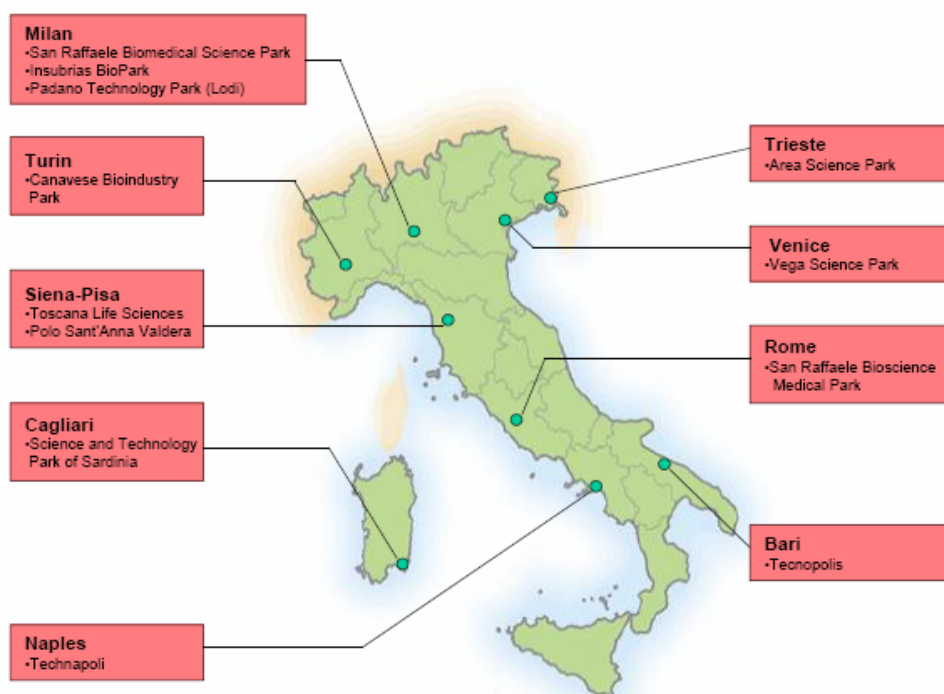 Milan
•San Raffaele Biomedical Science Park
•Insubrias BioPark
•Padano Technology Park (Lodi)
Turin
•Canavese Bioindustry
Park
Siena-Pisa
•Toscana Life Sciences
•Polo Sant'Anna Valdera
Cagliari
•Science and Technology
Park of Sardinia
Naples
•Technapoli
Trieste
•Area Science Park
Venice
•Vega Science Park
Rome
•San Raffaele Bioscience
Medical Park
Bari
•Tecnopolis